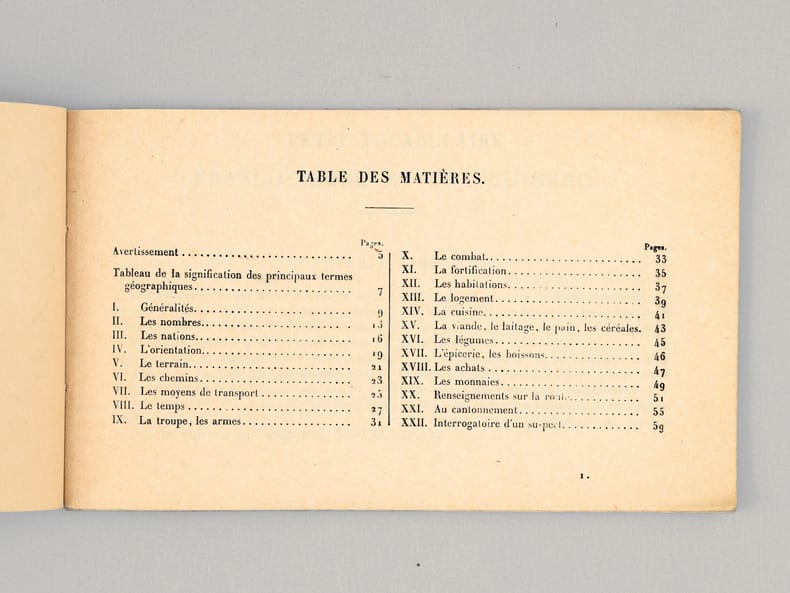 TABLE DES MATIÈRES.
Pages.
Avertissement 5
Tableau de la signification des principaux termes
géographiques 7
I. Généralités 9
II. Les nombres 13
III. Les nations 16
IV. L'orientation 19
V. Le terrain 21
VI. Les chemins 23
VII. Les moyens de transport 25
VIII. Le temps 27
IX. La troupe, les armes 31
Pages.
X. Le combat 33
XI. La fortification 35
XII. Les habitations 37
XIII. Le logement 39
XIV. La cuisine 41
XV. La viande, le laitage, le pain, les céréales. 43
XVI. Les légumes 45
XVII. L'épicerie, les boissons 46
XVIII. Les achats 47
XIX. Les monnaies 49
XX. Renseignements sur la route 51
XXI. Au cantonnement 55
XXII. Interrogatoire d'un suspect 59
1.